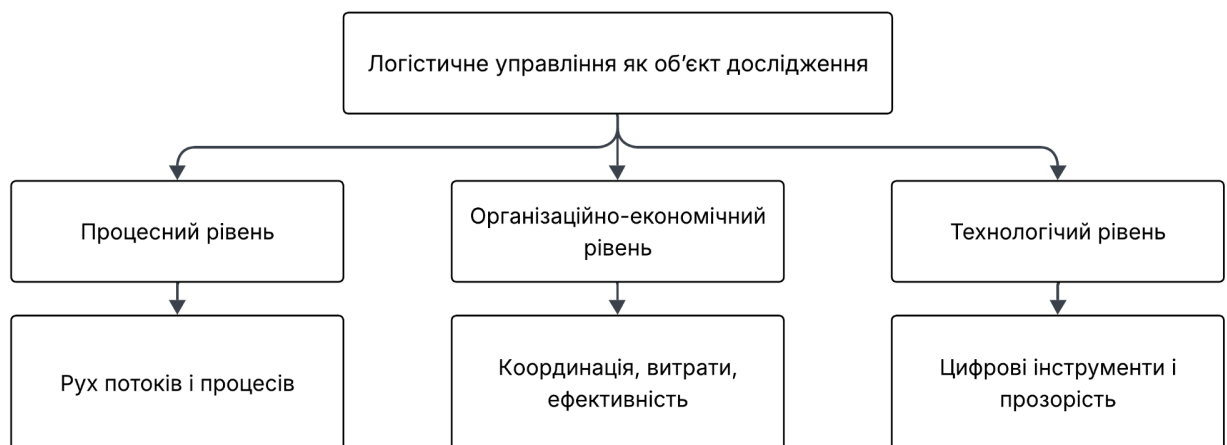 Логістичне управління як об’єкт дослідження
Процесний рівень
Організаційно-економічний
рівень
Технологічий рівень
Рух потоків і процесів
Координація, витрати,
ефективність
Цифрові інструменти і
прозорість